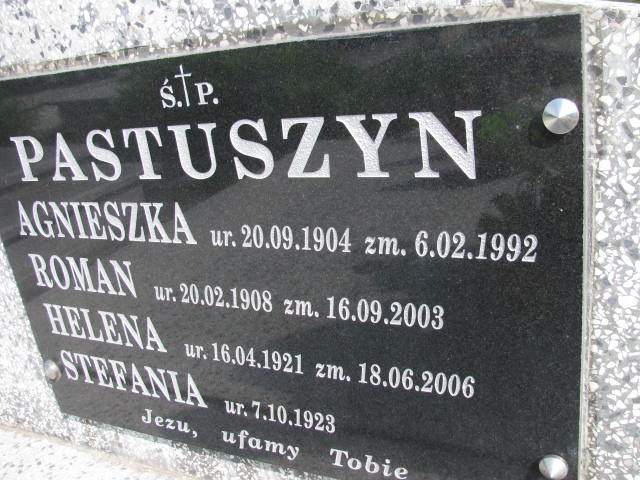 Ś.†P.
PASTUSZYN
AGNIESZKA ur. 20.09.1904 zm. 6.02.1992
ROMAN ur. 20.02.1908 zm. 16.09.2003
HELENA ur. 16.04.1921 zm. 18.06.2006
STEFANIA ur. 7.10.1923
Jezu, ufamy Tobie